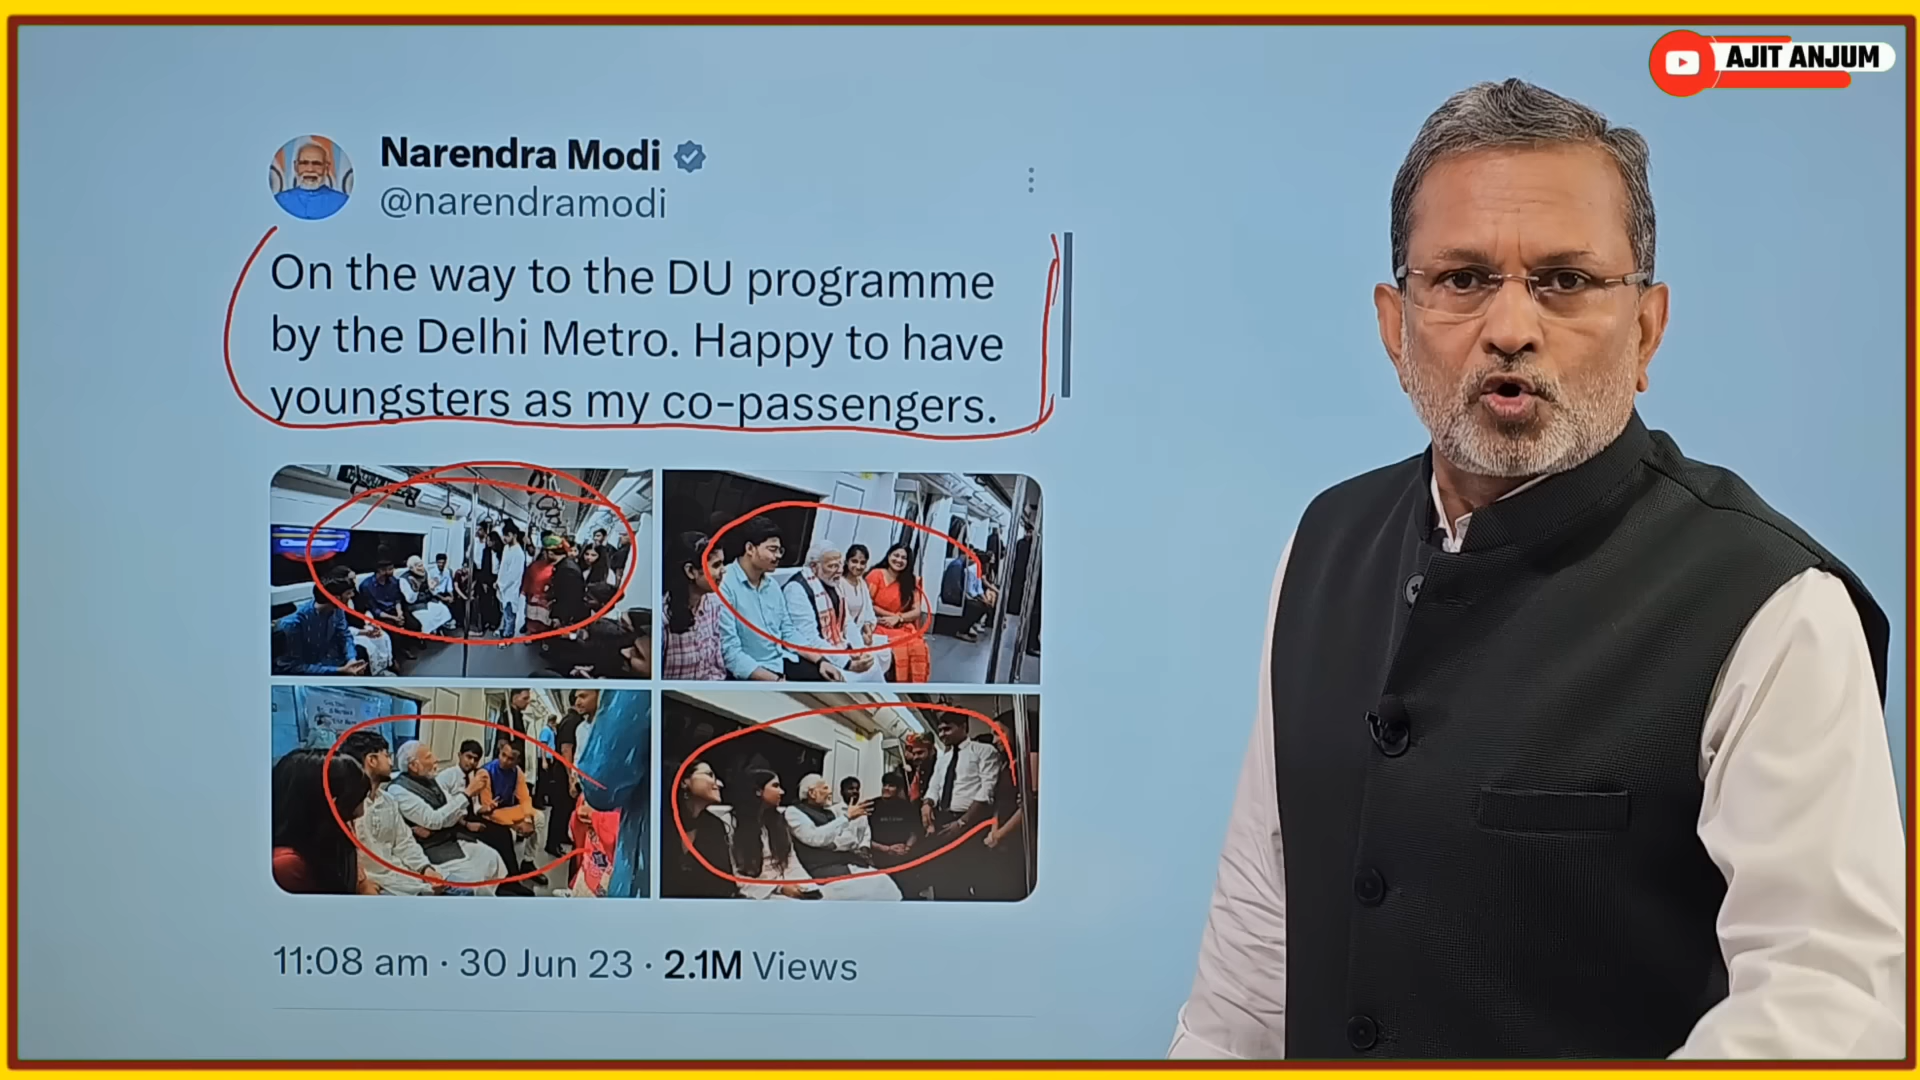 AJIT ANJUM
Narendra Modi
@narendramodi
On the way to the DU programme
by the Delhi Metro. Happy to have
youngsters as my co-passengers.
11:08 am · 30 Jun 23 · 2.1M Views